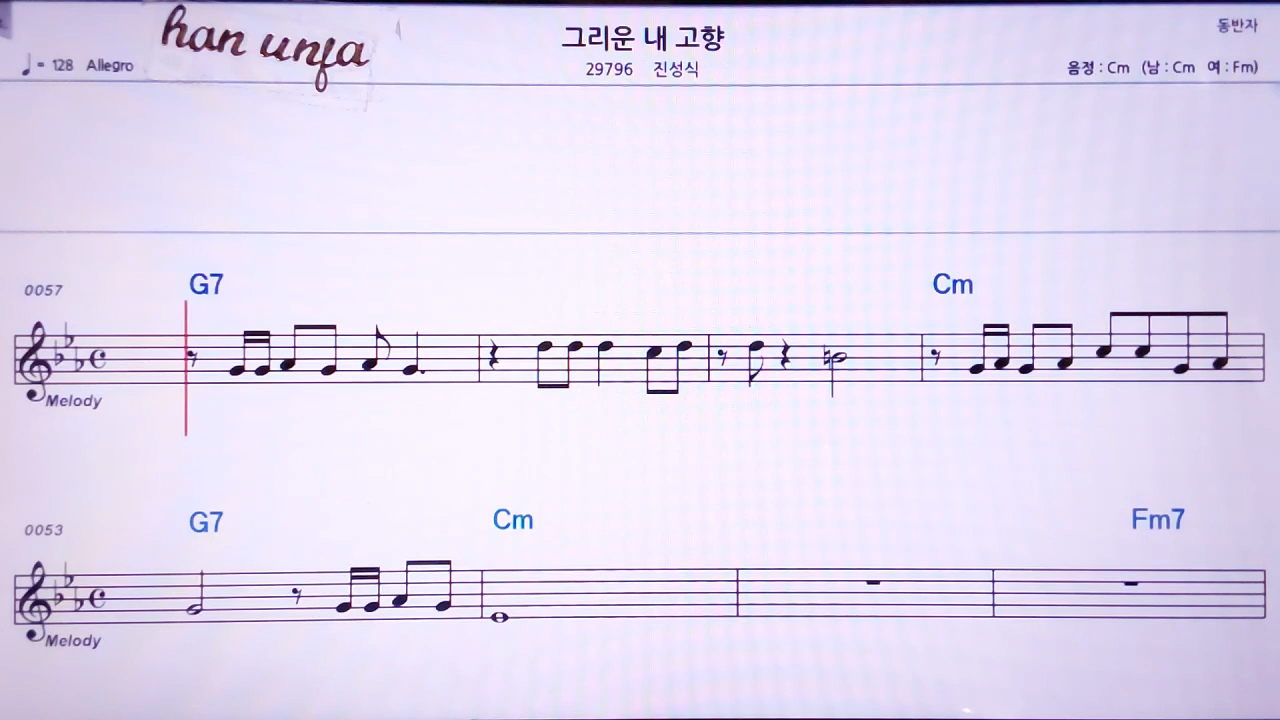 han unfa
그리운 내 고향
동반자
♩ = 128 Allegro
29796 진성식
음정 : Cm (남 : Cm 여 : Fm)
0057
G7 Cm
Melody
0053
G7 Cm Fm7
Melody